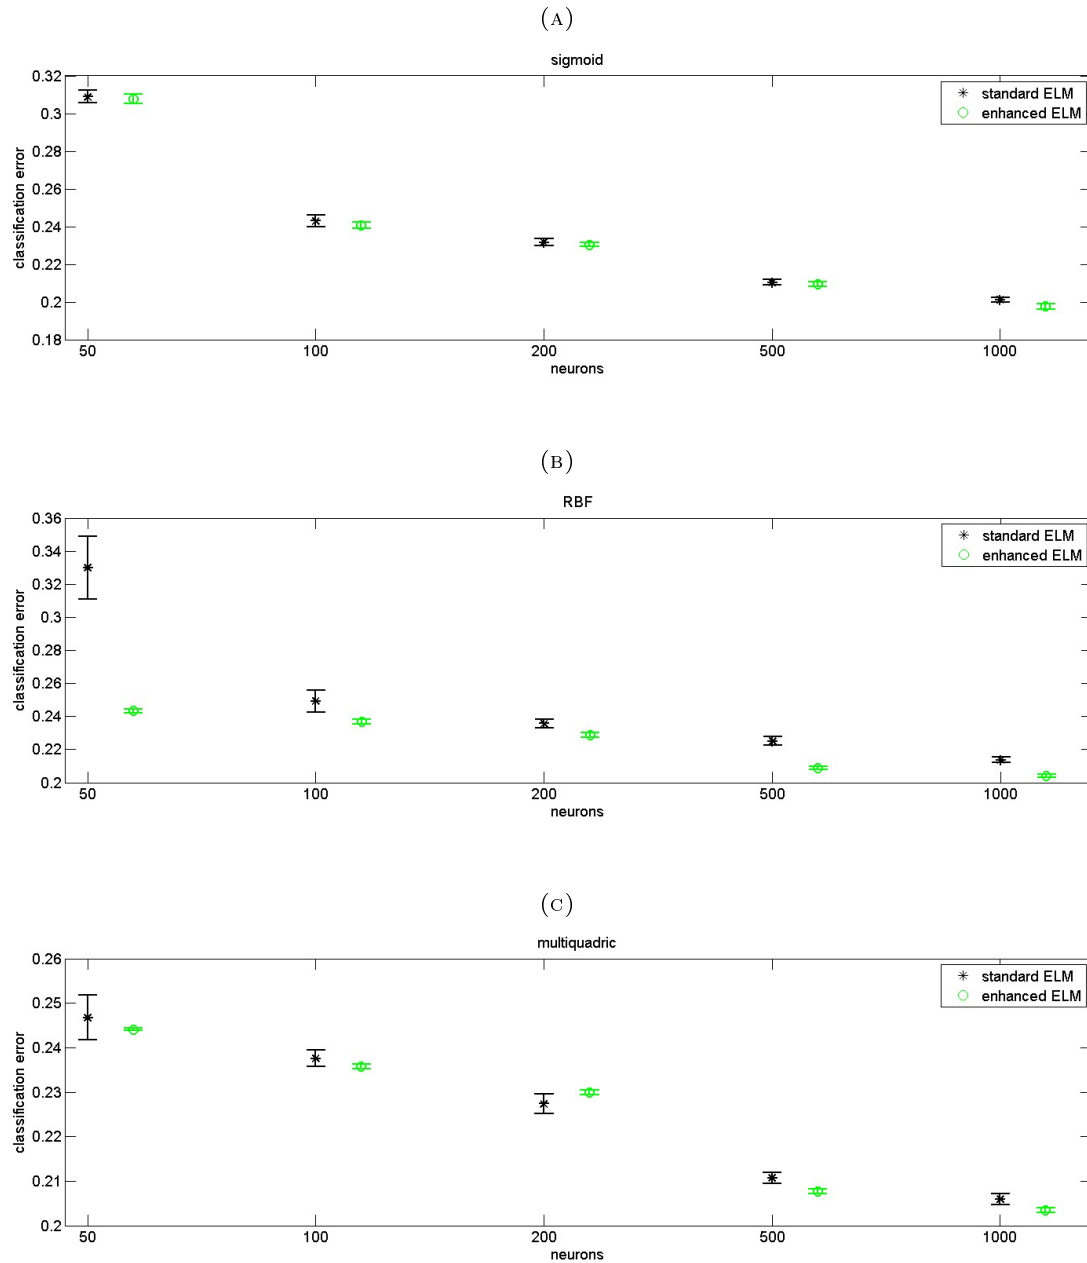 (A)
sigmoid
0.32
0.3
0.28
0.26
0.24
0.22
0.2
0.18
classification error
standard ELM
enhanced ELM
50 100 200 500 1000
neurons
(B)
RBF
0.36
0.34
0.32
0.3
0.28
0.26
0.24
0.22
0.2
classification error
standard ELM
enhanced ELM
50 100 200 500 1000
neurons
(C)
multiquadric
0.26
0.25
0.24
0.23
0.22
0.21
0.2
classification error
standard ELM
enhanced ELM
50 100 200 500 1000
neurons